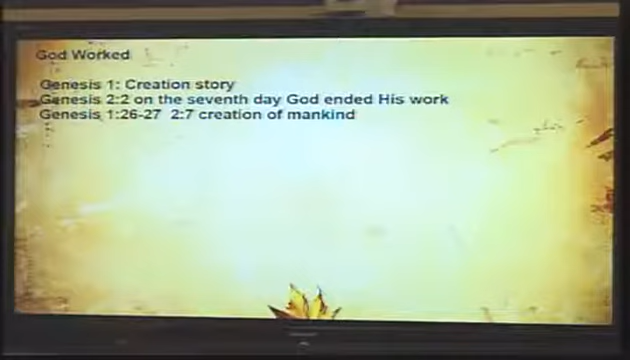 God Worked
Genesis 1: Creation story
Genesis 2:2 on the seventh day God ended His work
Genesis 1:26-27 2:7 creation of mankind